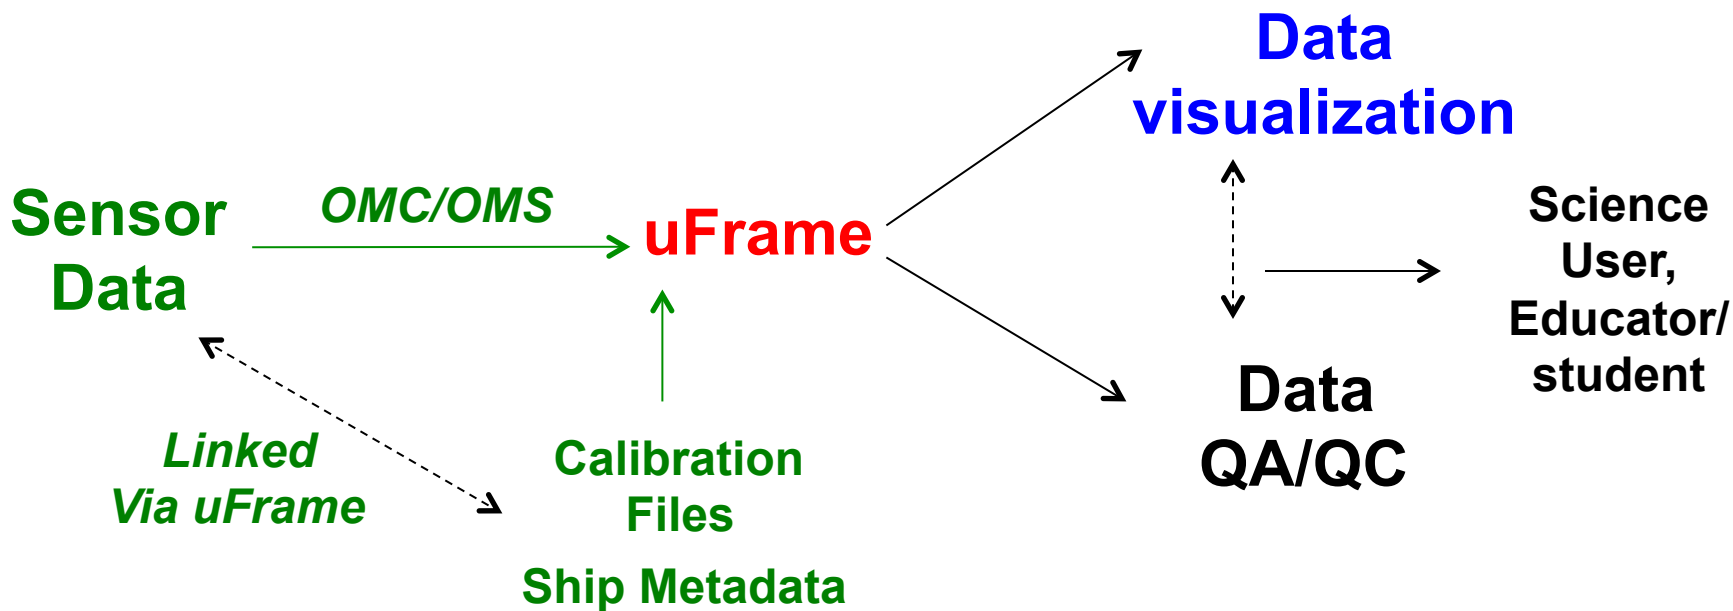 Sensor
Data
OMC/OMS
uFrame
Linked
Via uFrame
Calibration
Files
Ship Metadata
Data
visualization
Data
QA/QC
Science
User,
Educator/
student